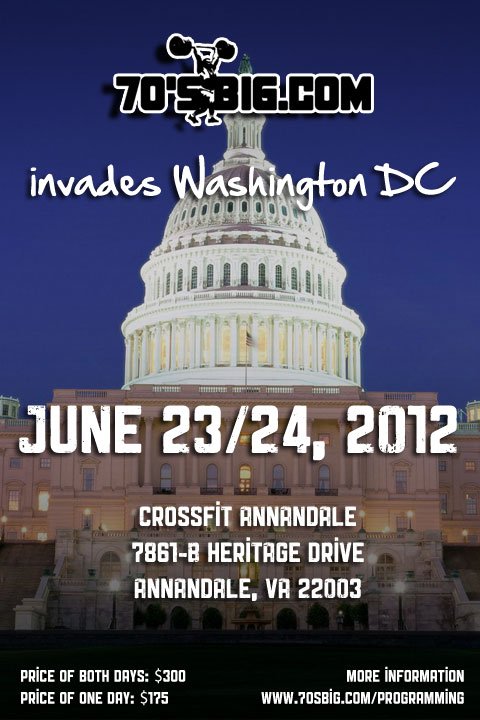 70'SBIG.COM
invades Washington DC
JUNE 23/24, 2012
CROSSFIT ANNANDALE
7861-B HERITAGE DRIVE
ANNANDALE, VA 22003
PRICE OF BOTH DAYS: $300
PRICE OF ONE DAY: $175
MORE INFORMATION
WWW.70SBIG.COM/PROGRAMMING